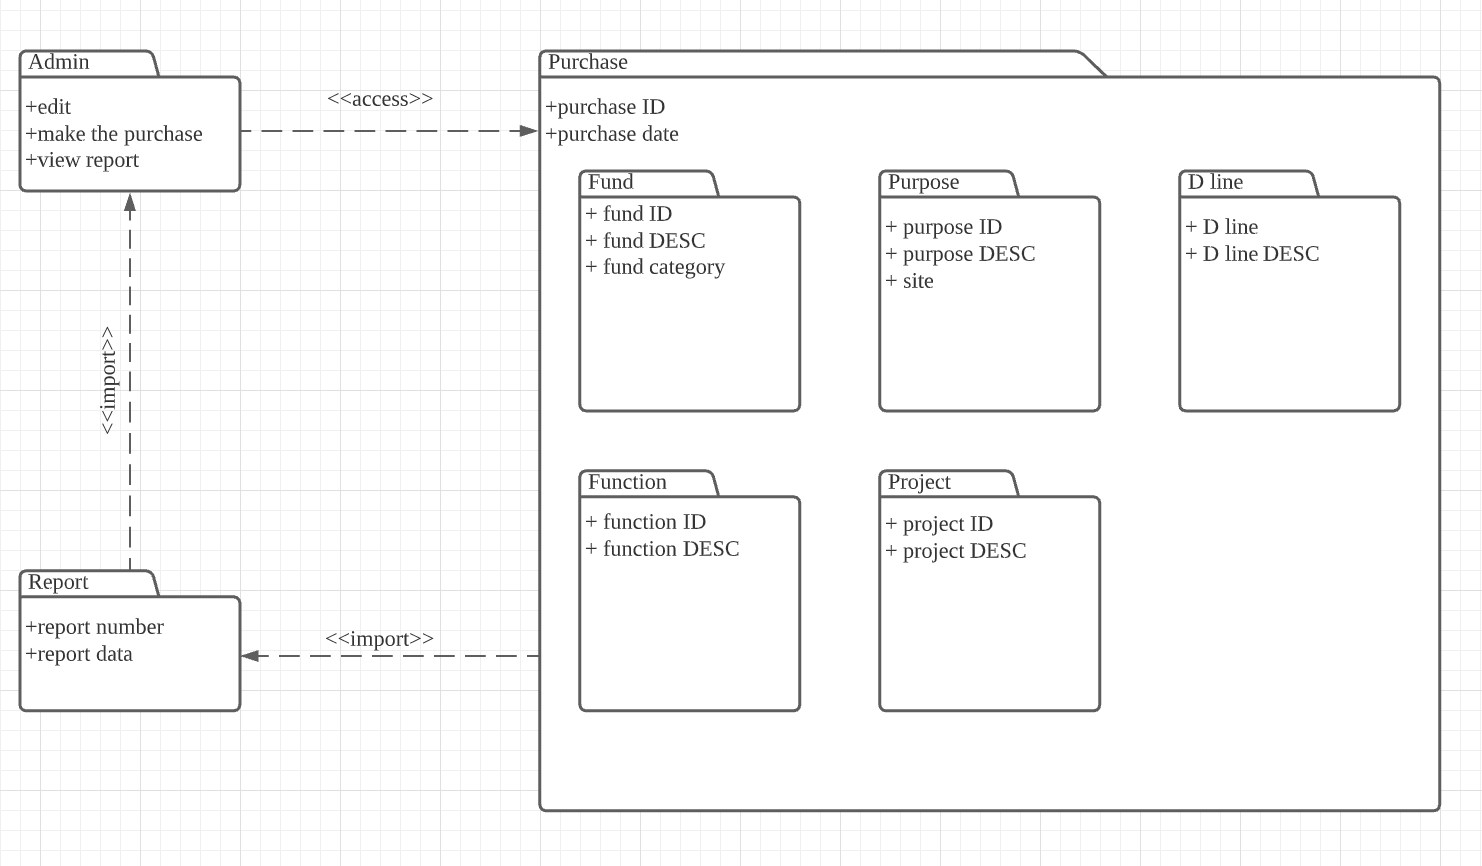 Admin
+edit
+make the purchase
+view report
<<access>>
Purchase
+purchase ID
+purchase date
Fund
+ fund ID
+ fund DESC
+ fund category
Purpose
+ purpose ID
+ purpose DESC
+ site
D line
+ D line
+ D line DESC
<<import>>
Function
+ function ID
+ function DESC
Project
+ project ID
+ project DESC
Report
+report number
+report data
<<import>>